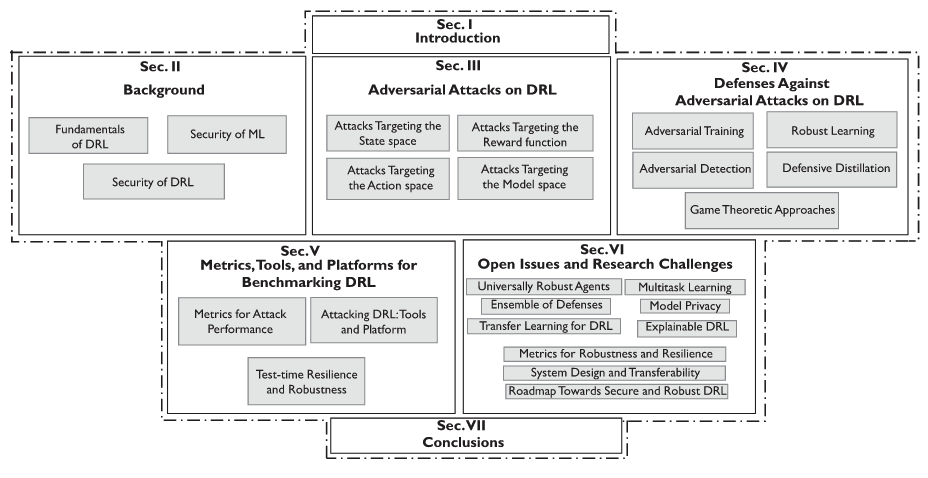 Sec. I
Introduction
Sec. II
Background
Fundamentals
of DRL
Security of ML
Security of DRL
Sec. III
Adversarial Attacks on DRL
Attacks Targeting the
State space
Attacks Targeting the
Reward function
Attacks Targeting
the Action space
Attacks Targeting
the Model space
Sec. IV
Defenses Against
Adversarial Attacks on DRL
Adversarial Training
Robust Learning
Adversarial Detection
Defensive Distillation
Game Theoretic Approaches
Sec. V
Metrics, Tools, and Platforms for
Benchmarking DRL
Metrics for Attack
Performance
Attacking DRL: Tools
and Platform
Test-time Resilience
and Robustness
Sec. VI
Open Issues and Research Challenges
Universally Robust Agents
Multitask Learning
Ensemble of Defenses
Model Privacy
Transfer Learning for DRL
Explainable DRL
Metrics for Robustness and Resilience
System Design and Transferability
Roadmap Towards Secure and Robust DRL
Sec. VII
Conclusions